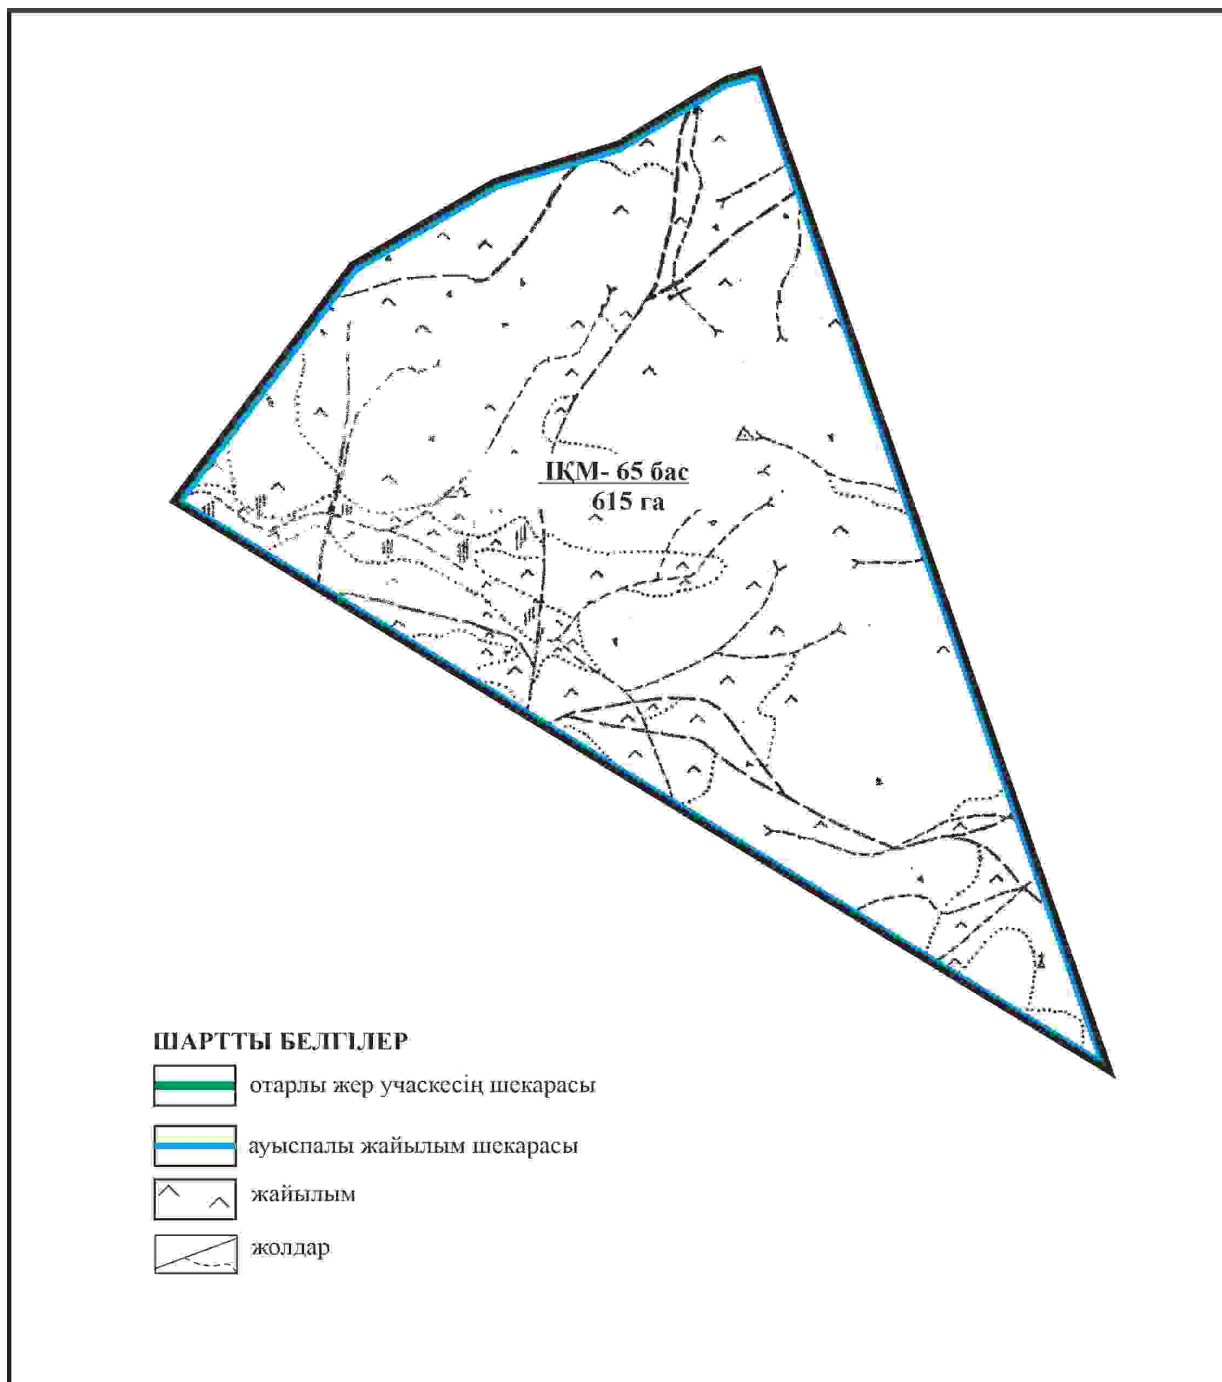 ІҚМ- 65 бас
615 га
ШАРТТЫ БЕЛГІЛЕР
отарлы жер учаскесің шекарасы
ауыспалы жайылым шекарасы
жайылым
жолдар